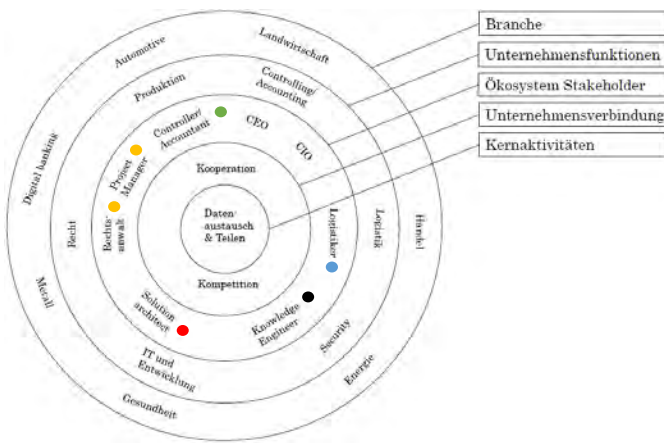 Branche
Unternehmensfunktionen
Ökosystem Stakeholder
Unternehmensverbindung
Kernaktivitäten
Automotive
Landwirtschaft
Digital banking
Handel
Metall
Energie
Gesundheit
Produktion
Controlling/
Accounting
Recht
Logistik
Security
IT und
Entwicklung
Controller/
Accountant
CEO
CIO
Project
Manager
Rechts-
anwalt
Logistiker
Solution
architect
Knowledge
Engineer
Kooperation
Daten-
austausch
& Teilen
Kompetition